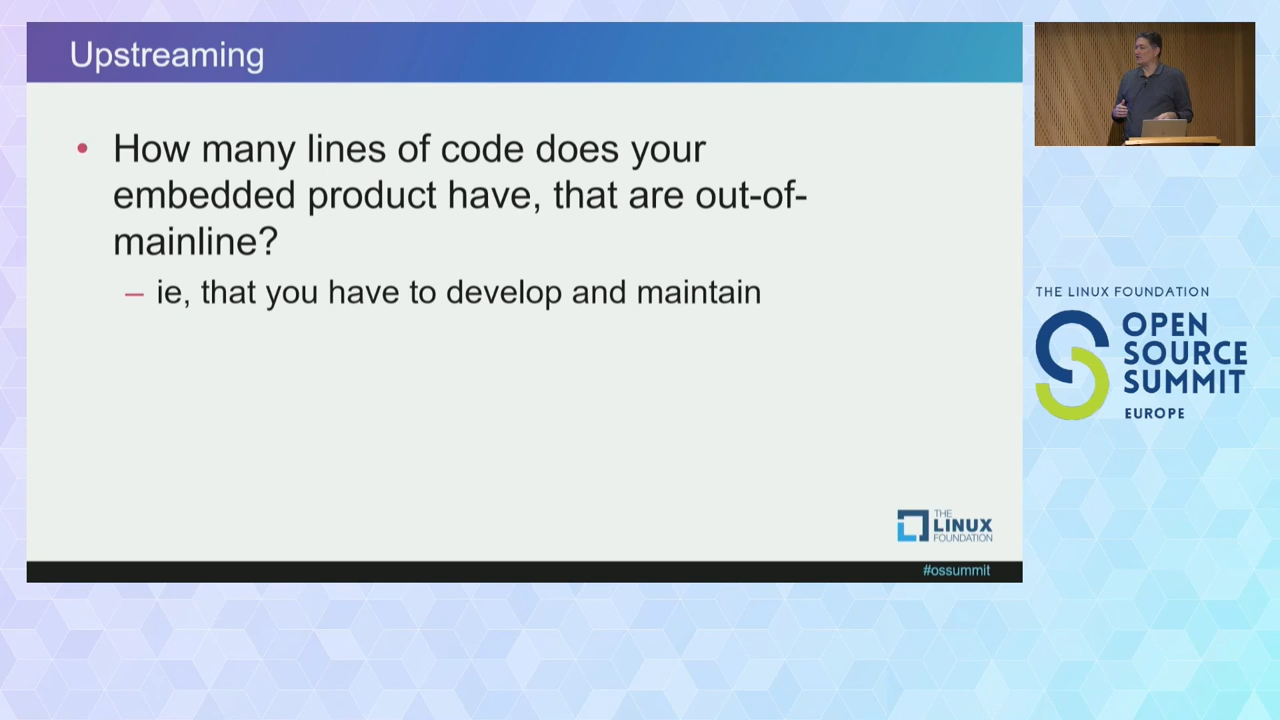 Upstreaming
• How many lines of code does your
embedded product have, that are out-of-
mainline?
– ie, that you have to develop and maintain
THE
LINUX
FOUNDATION
#ossummit
THE LINUX FOUNDATION
OPEN
SOURCE
SUMMIT
EUROPE